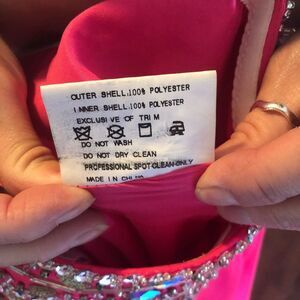 OUTER SHELL:100% POLYESTER
INNER SHELL:100% POLYESTER
EXCLUSIVE OF TRIM
DO NOT WASH
DO NOT DRY CLEAN
PROFESSIONAL SPOT CLEAN ONLY
MADE IN CHINA